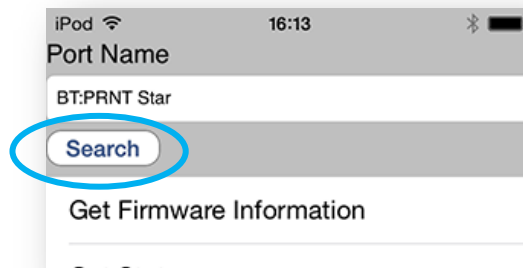 iPod 16:13
Port Name
BT:PRNT Star
Search
Get Firmware Information